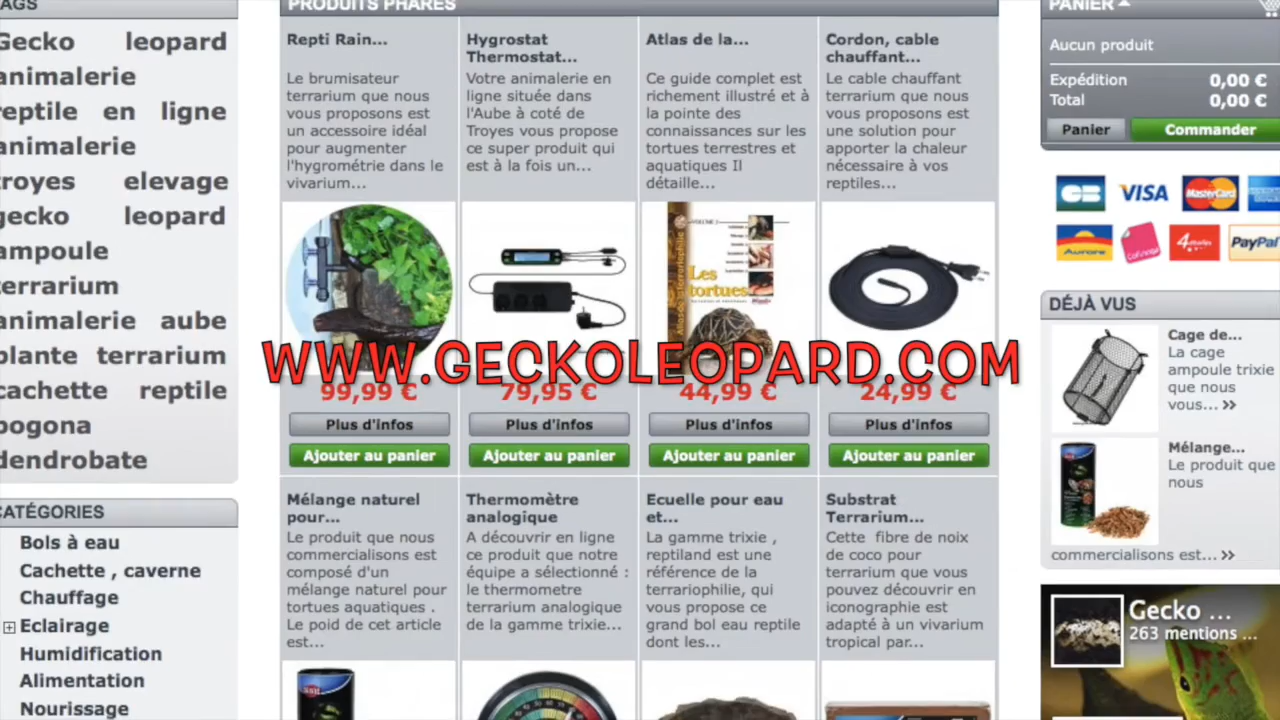 AGS
Gecko leopard
animalerie
reptile en ligne
animalerie
troyes elevage
gecko leopard
ampoule
terrarium
animalerie aube
plante terrarium
cachette reptile
pogona
dendrobate
CATÉGORIES
Bols à eau
Cachette , caverne
Chauffage
Eclairage
Humidification
Alimentation
Nourissage
PRODUITS PHARES
Repti Rain...
Le brumisateur
terrarium que nous
vous proposons est
un accessoire idéal
pour augmenter
l'hygrométrie dans le
vivarium...
99,99 €
Plus d'infos
Ajouter au panier
Hygrostat
Thermostat...
Votre animalerie en
ligne située dans
l'Aube à coté de
Troyes vous propose
ce super produit qui
est à la fois un...
79,95 €
Plus d'infos
Ajouter au panier
Atlas de la...
Ce guide complet est
richement illustré et à
la pointe des
connaissances sur les
tortues terrestres et
aquatiques Il
détaille...
Les
tortues
44,99 €
Plus d'infos
Ajouter au panier
Cordon, cable
chauffant...
Le cable chauffant
terrarium que nous
vous proposons est
une solution pour
apporter la chaleur
nécessaire à vos
reptiles...
24,99 €
Plus d'infos
Ajouter au panier
WWW.GECKOLEOPARD.COM
Mélange naturel
pour...
Le produit que nous
commercialisons est
composé d'un
mélange naturel pour
tortues aquatiques .
Le poid de cet article
est...
Thermomètre
analogique
A découvrir en ligne
ce produit que notre
équipe a sélectionné :
le thermometre
terrarium analogique
de la gamme trixie...
Ecuelle pour eau
et...
La gamme trixie ,
reptiland est une
référence de la
terrariophilie, qui
vous propose ce
grand bol eau reptile
dont les...
Substrat
Terrarium...
Cette fibre de noix
de coco pour
terrarium que vous
pouvez découvrir en
iconographie est
adapté à un vivarium
tropical par...
PANIER
Aucun produit
Expédition 0,00 €
Total 0,00 €
Panier
Commander
CB
VISA
MasterCard
Aurore
Cofinoga
4 étoiles
PayPal
DÉJÀ VUS
Cage de...
La cage
ampoule trixie
que nous
vous...
Mélange...
Le produit que
nous
commercialisons est...
Gecko ...
263 mentions ...